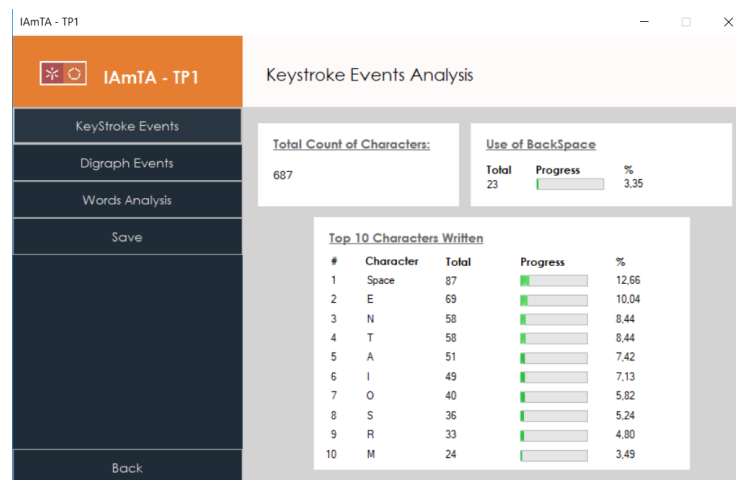 IAmTA - TP1
IAmTA - TP1
Keystroke Events Analysis
KeyStroke Events
Digraph Events
Words Analysis
Save
Back
Total Count of Characters:
687
Use of BackSpace
Total Progress %
23 3,35
Top 10 Characters Written
# Character Total Progress %
1 Space 87 12,66
2 E 69 10,04
3 N 58 8,44
4 T 58 8,44
5 A 51 7,42
6 I 49 7,13
7 O 40 5,82
8 S 36 5,24
9 R 33 4,80
10 M 24 3,49